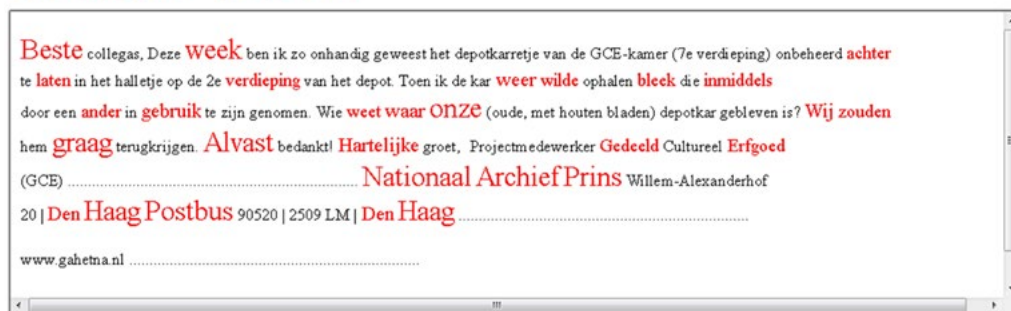 Beste collegas, Deze week ben ik zo onhandig geweest het depotkarretje van de GCE-kamer (7e verdieping) onbeheerd achter
te laten in het halletje op de 2e verdieping van het depot. Toen ik de kar weer wilde ophalen bleek die inmiddels
door een ander in gebruik te zijn genomen. Wie weet waar onze (oude, met houten bladen) depotkar gebleven is? Wij zouden
hem graag terugkrijgen. Alvast bedankt! Hartelijke groet, Projectmedewerker Gedeeld Cultureel Erfgoed
(GCE) .......................................................................... Nationaal Archief Prins Willem-Alexanderhof
20 | Den Haag Postbus 90520 | 2509 LM | Den Haag ..........................................................................
www.gahetna.nl ..........................................................................